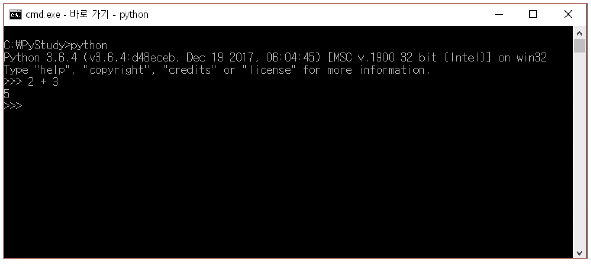 cmd.exe - 바로 가기 - python
C:\PyStudy>python
Python 3.6.4 (v3.6.4:d48eceb, Dec 19 2017, 06:04:45) [MSC v.1900 32 bit (Intel)] on win32
Type "help", "copyright", "credits" or "license" for more information.
>>> 2 + 3
5
>>>